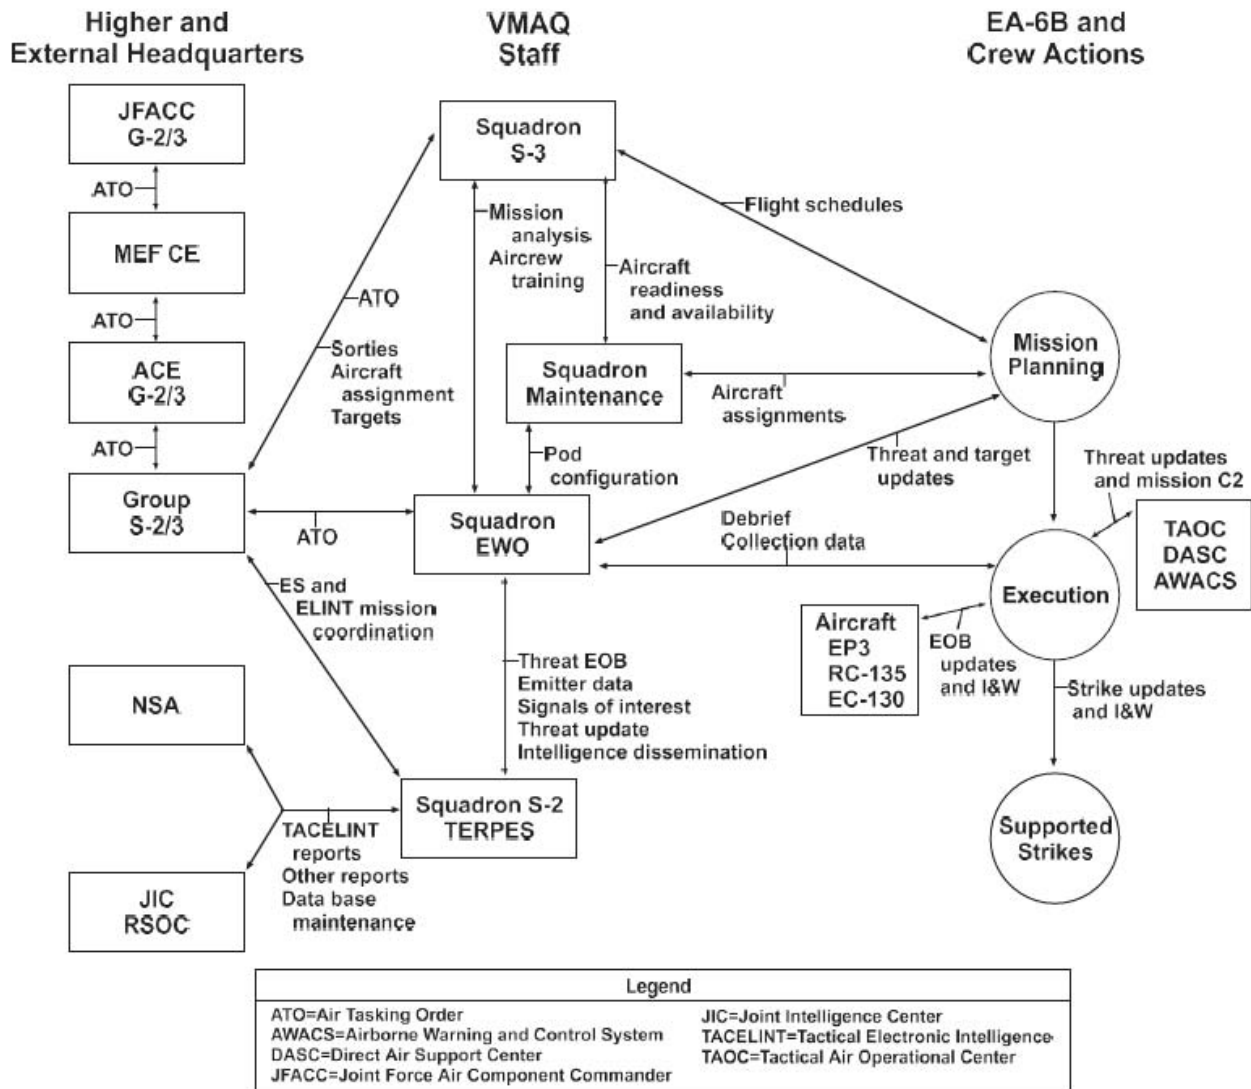 Higher and
External Headquarters
VMAQ
Staff
EA-6B and
Crew Actions
JFACC
G-2/3
ATO
MEF CE
ATO
ACE
G-2/3
ATO
Group
S-2/3
NSA
JIC
RSOC
ATO
Sorties
Aircraft
assignment
Targets
ATO
ES and
ELINT mission
coordination
TACELINT
reports
Other reports
Data base
maintenance
Squadron
S-3
Mission
analysis
Aircrew
training
Aircraft
readiness
and availability
Squadron
Maintenance
Pod
configuration
Squadron
EWO
Threat EOB
Emitter data
Signals of interest
Threat update
Intelligence dissemination
Squadron S-2
TERPES
Flight schedules
Aircraft
assignments
Threat and target
updates
Debrief
Collection data
Mission
Planning
Threat updates
and mission C2
TAOC
DASC
AWACS
Execution
Aircraft
EP3
RC-135
EC-130
EOB
updates
and I&W
Strike updates
and I&W
Supported
Strikes
Legend
ATO=Air Tasking Order
AWACS=Airborne Warning and Control System
DASC=Direct Air Support Center
JFACC=Joint Force Air Component Commander
JIC=Joint Intelligence Center
TACELINT=Tactical Electronic Intelligence
TAOC=Tactical Air Operational Center